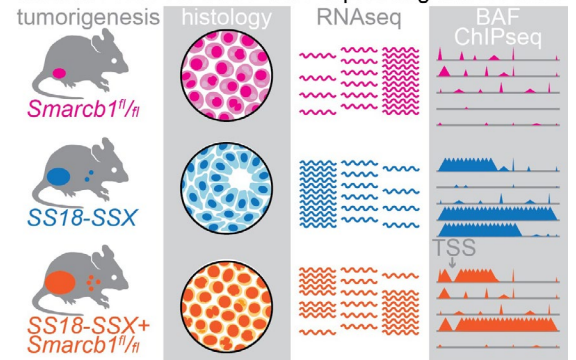 tumorigenesis histology RNAseq BAF
ChIPseq
Smarcb1fl/fl
SS18-SSX
TSS
SS18-SSX+
Smarcb1fl/fl